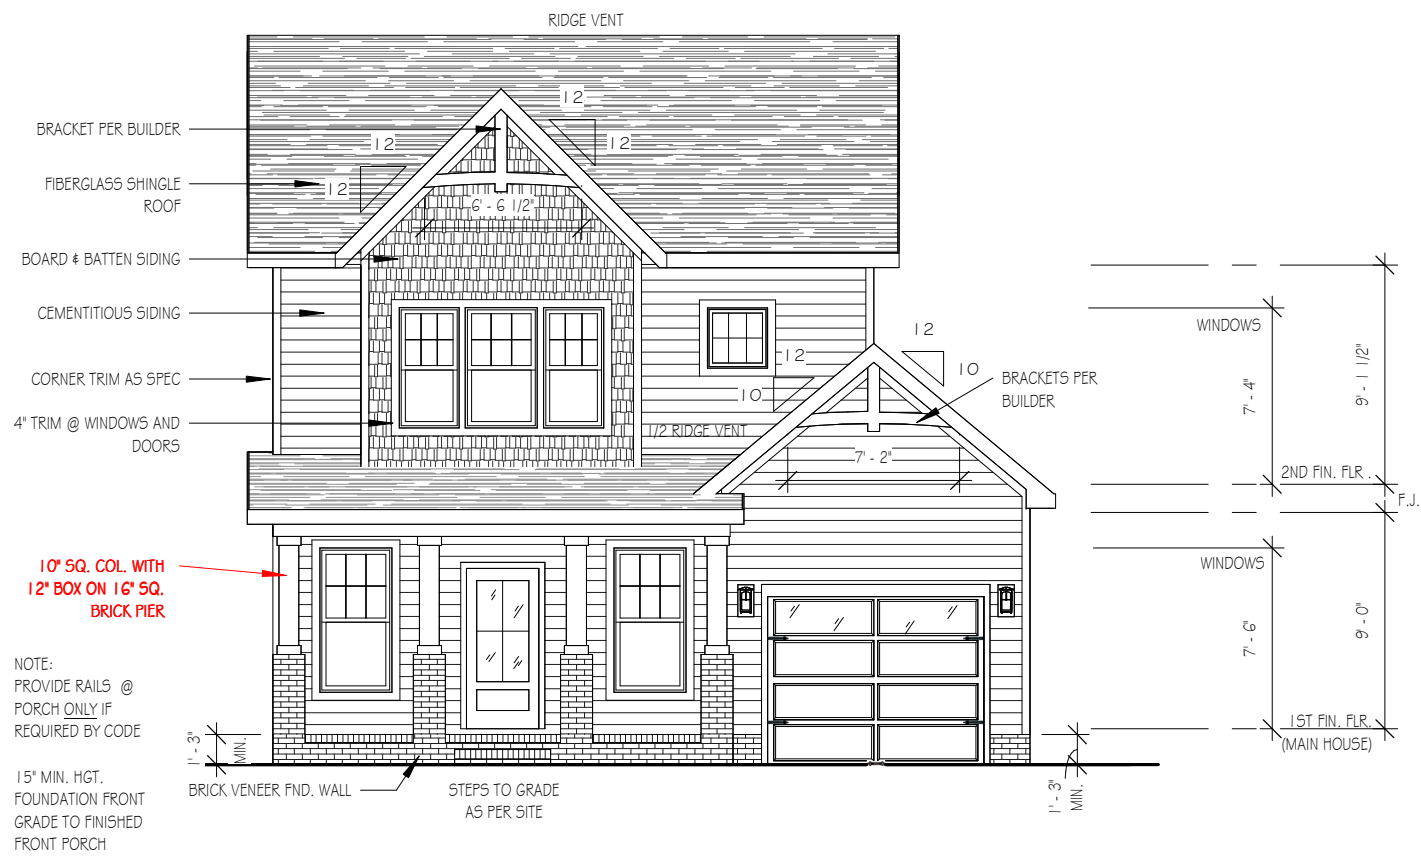 RIDGE VENT
12
12
12
12
BRACKET PER BUILDER
FIBERGLASS SHINGLE
ROOF
6' - 6 1/2"
BOARD & BATTEN SIDING
CEMENTITIOUS SIDING
CORNER TRIM AS SPEC
4" TRIM @ WINDOWS AND
DOORS
12
10
12
10
1/2 RIDGE VENT
BRACKETS PER
BUILDER
7' - 2"
WINDOWS
7' - 4"
9' - 1 1/2"
2ND FIN. FLR .
F.J.
WINDOWS
7' - 6"
9' - 0"
1ST FIN. FLR.
(MAIN HOUSE)
10" SQ. COL. WITH
12" BOX ON 16" SQ.
BRICK PIER
NOTE:
PROVIDE RAILS @
PORCH ONLY IF
REQUIRED BY CODE
15" MIN. HGT.
FOUNDATION FRONT
GRADE TO FINISHED
FRONT PORCH
1' - 3"
MIN.
BRICK VENEER FND. WALL
STEPS TO GRADE
AS PER SITE
1' - 3"
MIN.